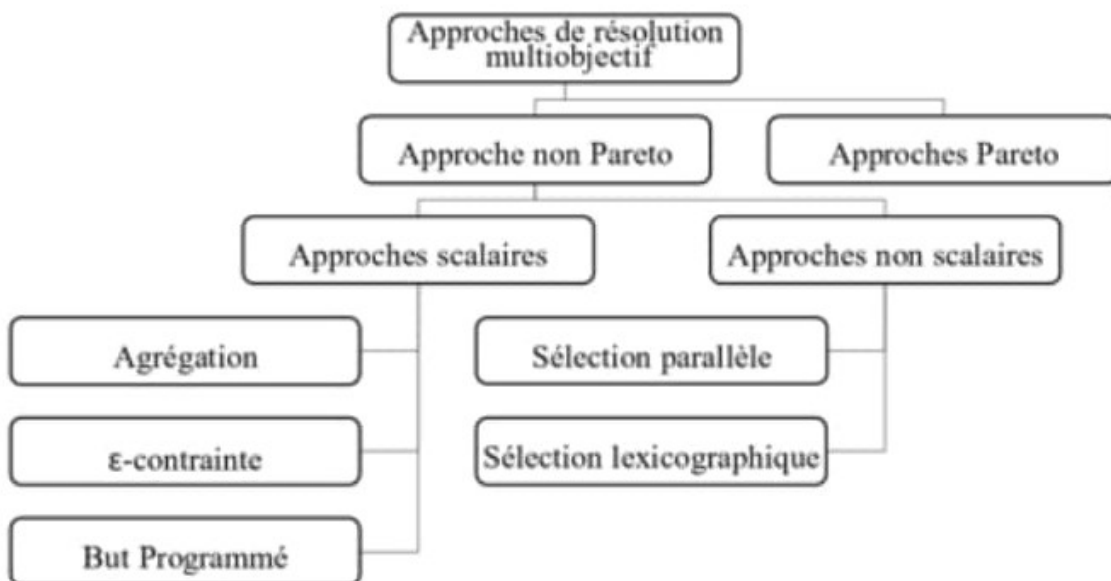 Approches de résolution
multiobjectif
Approche non Pareto
Approches Pareto
Approches scalaires
Approches non scalaires
Agrégation
Sélection parallèle
ε-contrainte
Sélection lexicographique
But Programmé